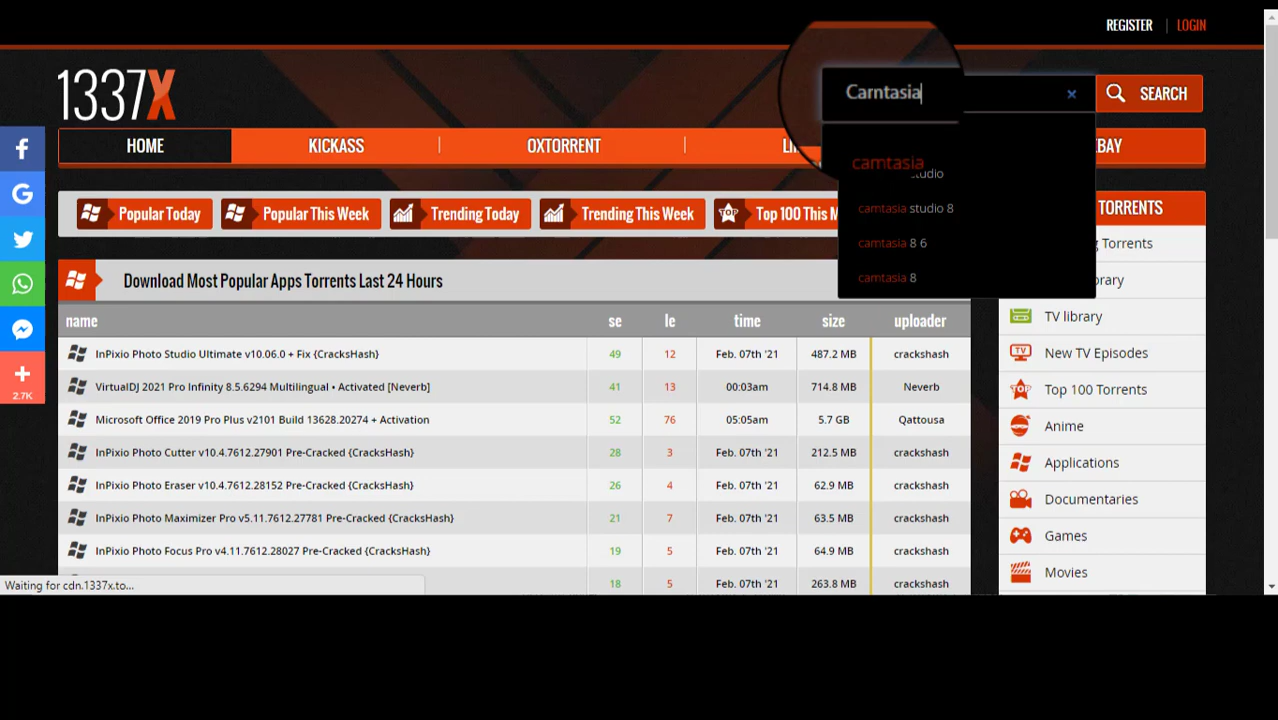 REGISTER LOGIN
1337X
Carntasia × SEARCH
HOME KICKASS OXTORRENT LI EBAY
camtasia
studio
camtasia studio 8
camtasia 8 6
camtasia 8
Popular Today Popular This Week Trending Today Trending This Week TOP Top 100 This M
TORRENTS
g Torrents
rary
TV library
New TV Episodes
Top 100 Torrents
Anime
Applications
Documentaries
Games
Movies
Download Most Popular Apps Torrents Last 24 Hours
name se le time size uploader
InPixio Photo Studio Ultimate v10.06.0 + Fix {CracksHash} 49 12 Feb. 07th '21 487.2 MB crackshash
VirtualDJ 2021 Pro Infinity 8.5.6294 Multilingual • Activated [Neverb] 41 13 00:03am 714.8 MB Neverb
Microsoft Office 2019 Pro Plus v2101 Build 13628.20274 + Activation 52 76 05:05am 5.7 GB Qattousa
InPixio Photo Cutter v10.4.7612.27901 Pre-Cracked {CracksHash} 28 3 Feb. 07th '21 212.5 MB crackshash
InPixio Photo Eraser v10.4.7612.28152 Pre-Cracked {CracksHash} 26 4 Feb. 07th '21 62.9 MB crackshash
InPixio Photo Maximizer Pro v5.11.7612.27781 Pre-Cracked {CracksHash} 21 7 Feb. 07th '21 63.5 MB crackshash
InPixio Photo Focus Pro v4.11.7612.28027 Pre-Cracked {CracksHash} 19 5 Feb. 07th '21 64.9 MB crackshash
18 5 Feb. 07th '21 263.8 MB crackshash
2.7K
Waiting for cdn.1337x.to...